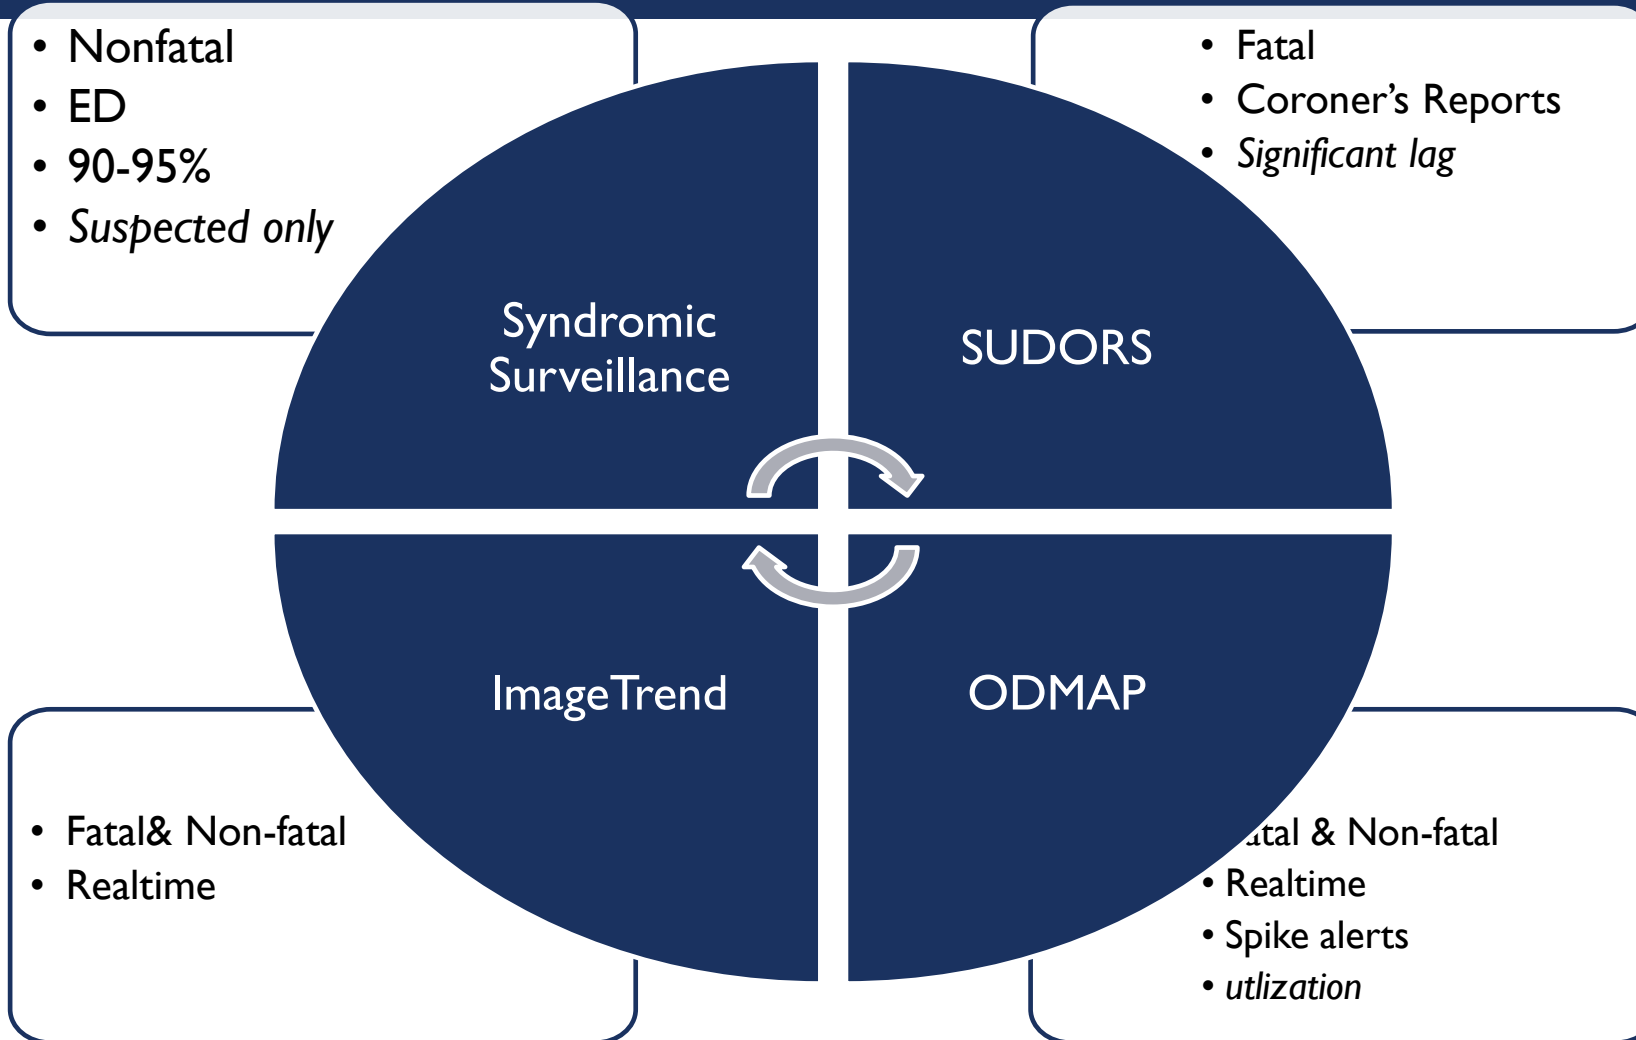 • Nonfatal
• ED
• 90-95%
• Suspected only
• Fatal
• Coroner’s Reports
• Significant lag
Syndromic
Surveillance
SUDORS
ImageTrend
ODMAP
• Fatal& Non-fatal
• Realtime
atal & Non-fatal
• Realtime
• Spike alerts
• utlization